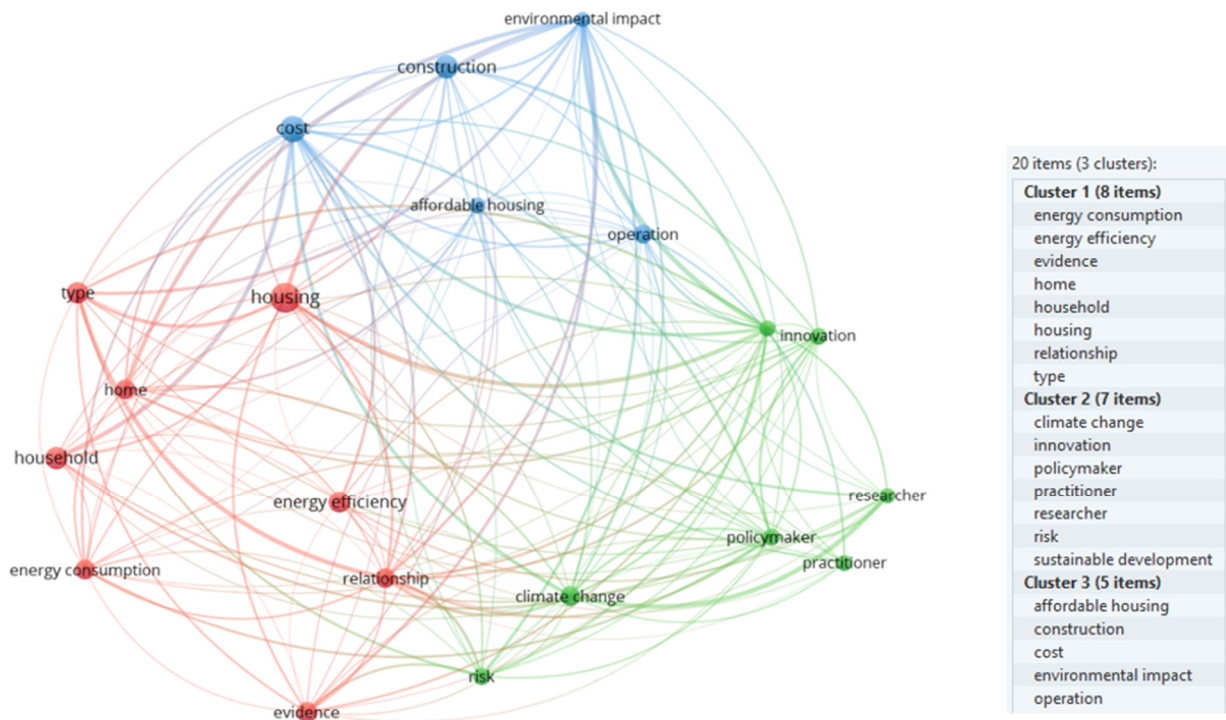 environmental impact
construction
cost
affordable housing
operation
type
housing
innovation
home
household
energy efficiency
researcher
policymaker
practitioner
energy consumption
relationship
climate change
risk
evidence
20 items (3 clusters):
Cluster 1 (8 items)
energy consumption
energy efficiency
evidence
home
household
housing
relationship
type
Cluster 2 (7 items)
climate change
innovation
policymaker
practitioner
researcher
risk
sustainable development
Cluster 3 (5 items)
affordable housing
construction
cost
environmental impact
operation